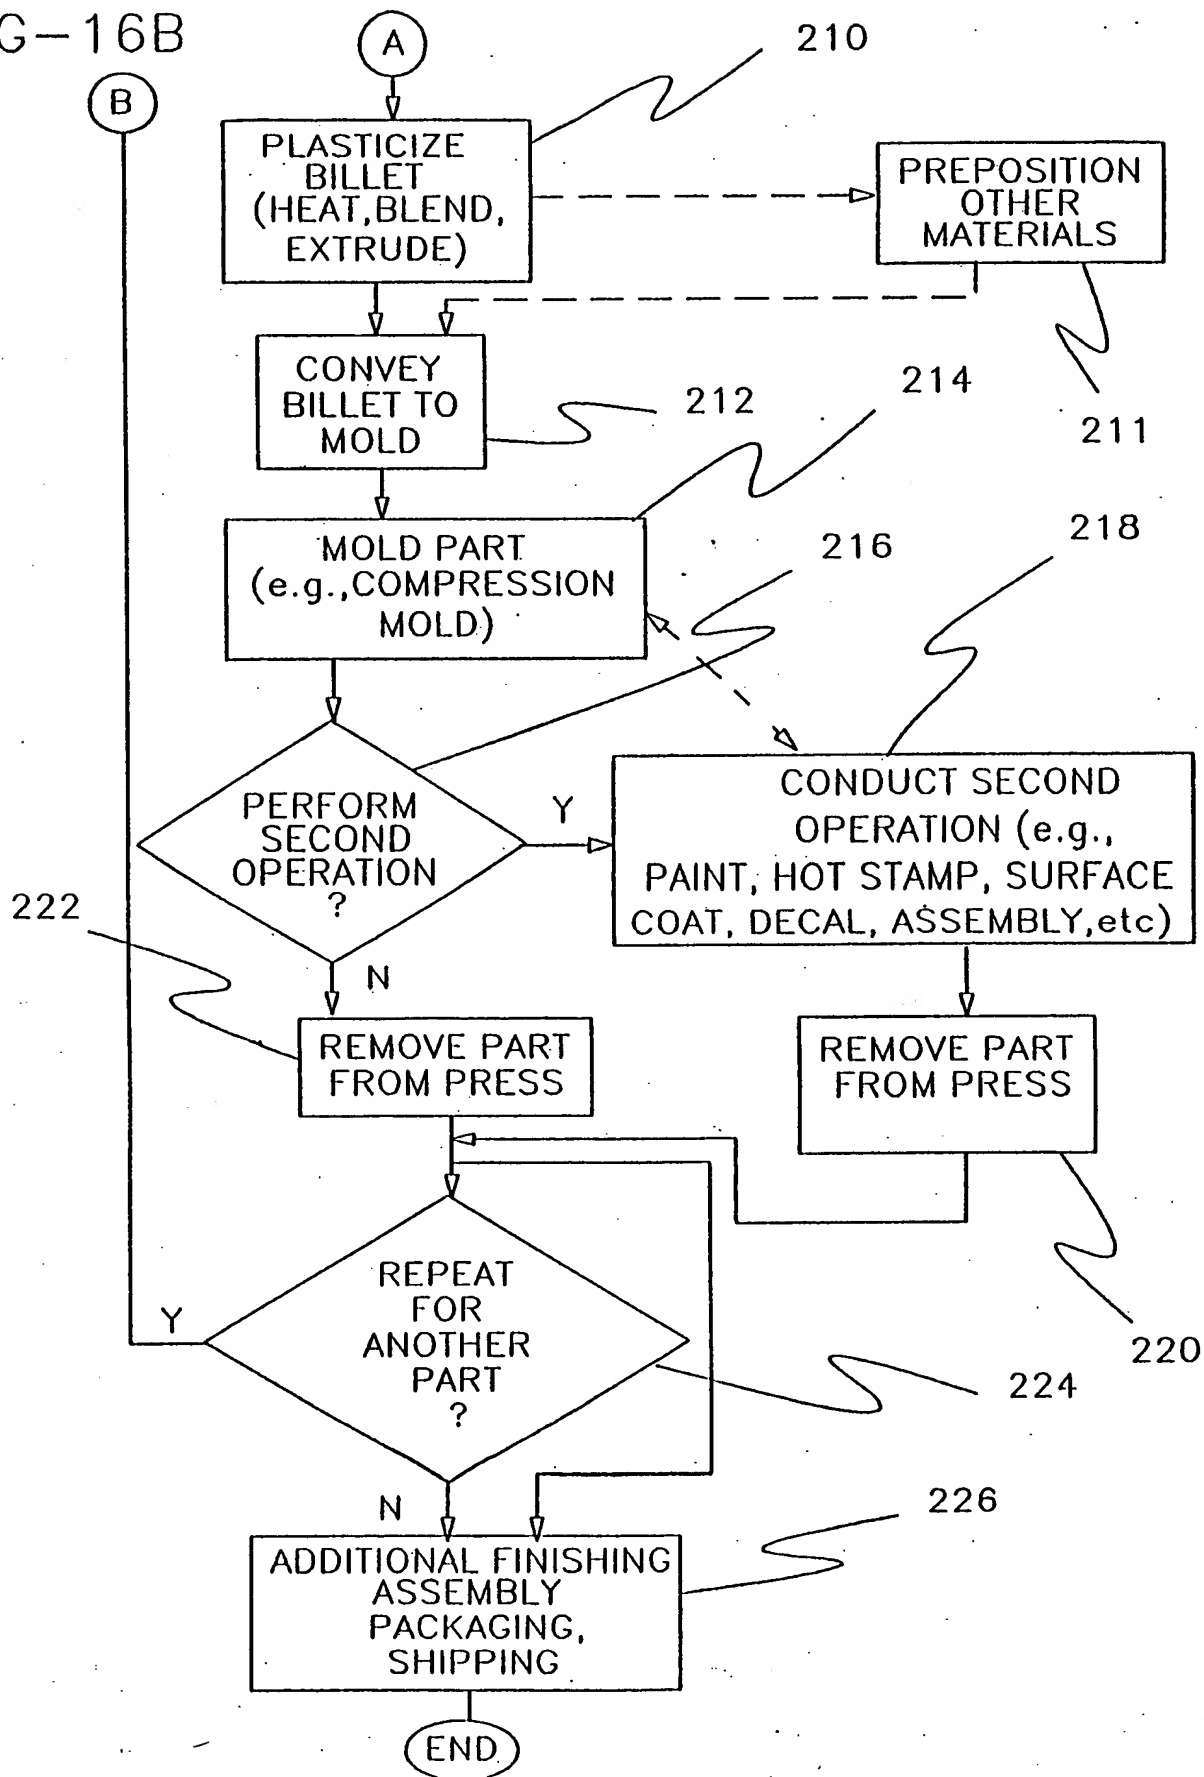 G-16B
A
210
B
PLASTICIZE
BILLET
(HEAT,BLEND,
EXTRUDE)
PREPOSITION
OTHER
MATERIALS
211
CONVEY
BILLET TO
MOLD
212
214
MOLD PART
(e.g.,COMPRESSION
MOLD)
216
218
PERFORM
SECOND
OPERATION
?
Y
N
CONDUCT SECOND
OPERATION (e.g.,
PAINT, HOT STAMP, SURFACE
COAT, DECAL, ASSEMBLY,etc)
222
REMOVE PART
FROM PRESS
REMOVE PART
FROM PRESS
220
REPEAT
FOR
ANOTHER
PART
?
Y
N
224
226
ADDITIONAL FINISHING
ASSEMBLY
PACKAGING,
SHIPPING
END